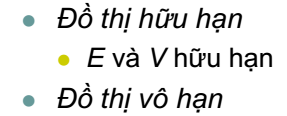 Đồ thị hữu hạn
E và V hữu hạn
Đồ thị vô hạn